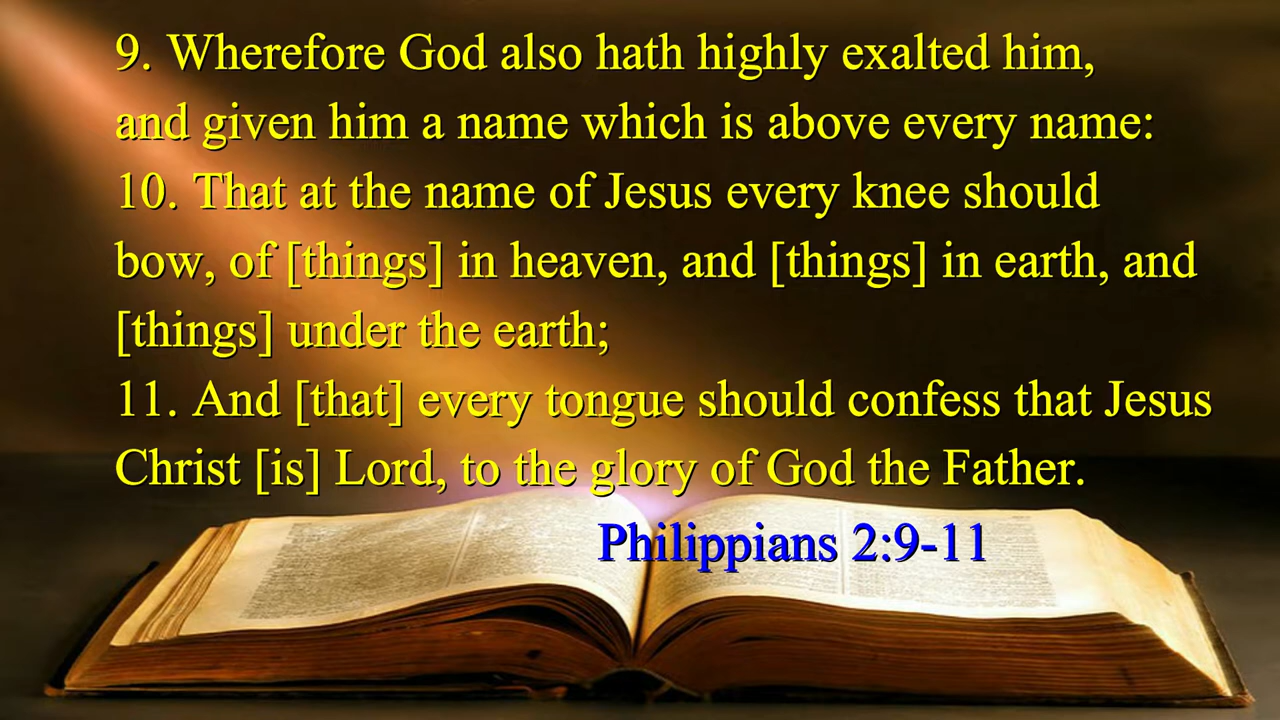 9. Wherefore God also hath highly exalted him,
and given him a name which is above every name:
10. That at the name of Jesus every knee should
bow, of [things] in heaven, and [things] in earth, and
[things] under the earth;
11. And [that] every tongue should confess that Jesus
Christ [is] Lord, to the glory of God the Father.
Philippians 2:9-11